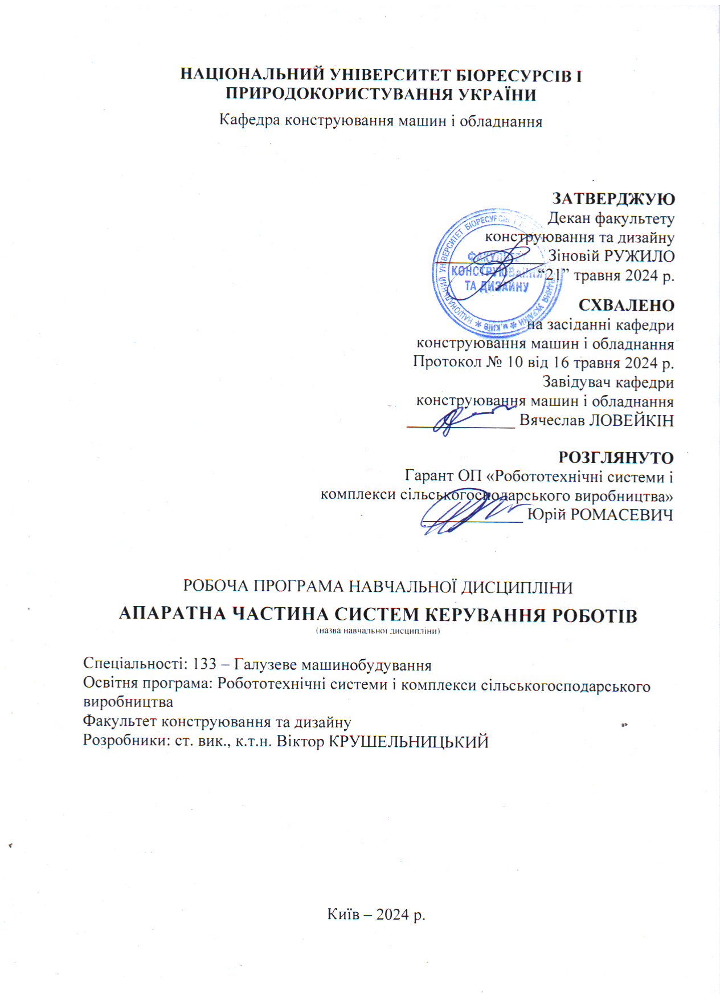 НАЦІОНАЛЬНИЙ УНІВЕРСИТЕТ БІОРЕСУРСІВ І
ПРИРОДОКОРИСТУВАННЯ УКРАЇНИ
Кафедра конструювання машин і обладнання
ЗАТВЕРДЖУЮ
Декан факультету
конструювання та дизайну
Зіновій РУЖИЛО
“21” травня 2024 р.
НАЦІОНАЛЬНИЙ УНІВЕРСИТЕТ БІОРЕСУРСІВ І
УКРАЇНИ
м.КИЇВ
ФАКУЛЬТЕТ
КОНСТРУЮВАННЯ
ТА ДИЗАЙНУ
СХВАЛЕНО
на засіданні кафедри
конструювання машин і обладнання
Протокол № 10 від 16 травня 2024 р.
Завідувач кафедри
конструювання машин і обладнання
Вячеслав ЛОВЕЙКІН
РОЗГЛЯНУТО
Гарант ОП «Робототехнічні системи і
комплекси сільськогосподарського виробництва»
Юрій РОМАСЕВИЧ
РОБОЧА ПРОГРАМА НАВЧАЛЬНОЇ ДИСЦИПЛІНИ
АПАРАТНА ЧАСТИНА СИСТЕМ КЕРУВАННЯ РОБОТІВ
(назва навчальної дисципліни)
Спеціальності: 133 – Галузеве машинобудування
Освітня програма: Робототехнічні системи і комплекси сільськогосподарського
виробництва
Факультет конструювання та дизайну
Розробники: ст. вик., к.т.н. Віктор КРУШЕЛЬНИЦЬКИЙ
Київ – 2024 р.